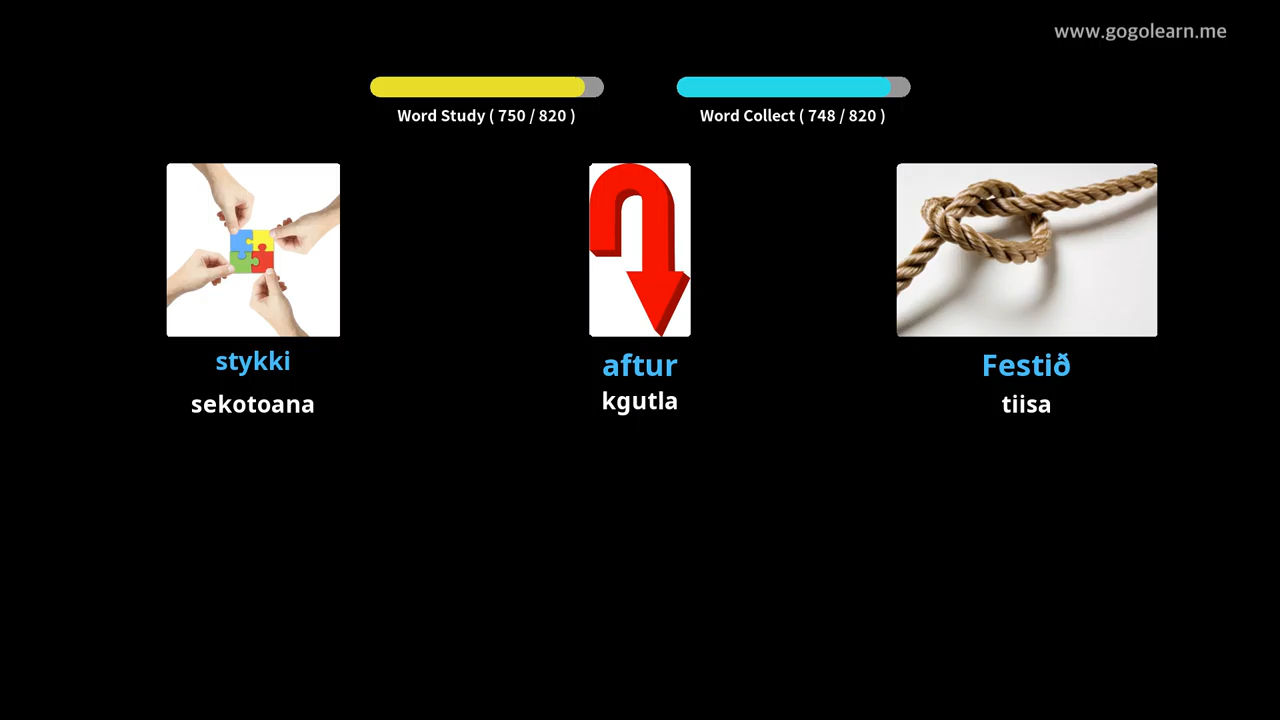 www.gogolearn.me
Word Study ( 750 / 820 )
Word Collect ( 748 / 820 )
stykki
aftur
Festið
sekotoana
kgutla
tiisa